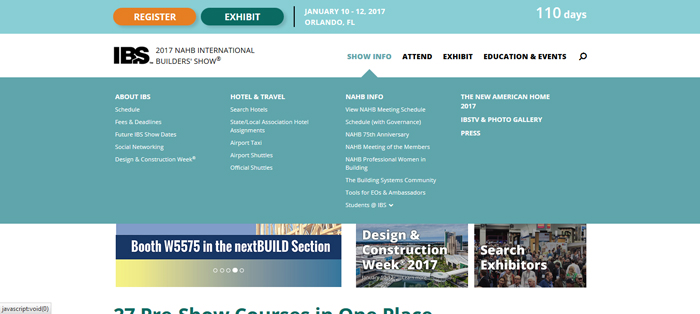 REGISTER
EXHIBIT
JANUARY 10 - 12, 2017
ORLANDO, FL
110 days
IBS
2017 NAHB INTERNATIONAL
BUILDERS' SHOW®
SHOW INFO
ATTEND
EXHIBIT
EDUCATION & EVENTS
ABOUT IBS
Schedule
Fees & Deadlines
Future IBS Show Dates
Social Networking
Design & Construction Week®
HOTEL & TRAVEL
Search Hotels
State/Local Association Hotel
Assignments
Airport Taxi
Airport Shuttles
Official Shuttles
NAHB INFO
View NAHB Meeting Schedule
Schedule (with Governance)
NAHB 75th Anniversary
NAHB Meeting of the Members
NAHB Professional Women in
Building
The Building Systems Community
Tools for EOs & Ambassadors
Students @ IBS
THE NEW AMERICAN HOME
2017
IBSTV & PHOTO GALLERY
PRESS
Booth W5575 in the nextBUILD Section
Design &
Construction
Week 2017
Search
Exhibitors
27 Pre-Show Courses in One Place
javascript:void(0)